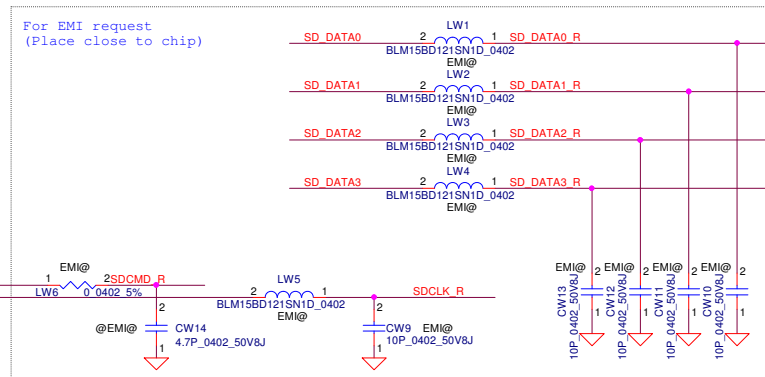 For EMI request
(Place close to chip)
LW1
SD_DATA0 2 1 SD_DATA0_R
BLM15BD121SN1D_0402
EMI@
LW2
SD_DATA1 2 1 SD_DATA1_R
BLM15BD121SN1D_0402
EMI@
LW3
SD_DATA2 2 1 SD_DATA2_R
BLM15BD121SN1D_0402
EMI@
LW4
SD_DATA3 2 1 SD_DATA3_R
BLM15BD121SN1D_0402
EMI@
EMI@
1 2 SDCMD_R
LW6 0_0402_5%
LW5
2 1 SDCLK_R
BLM15BD121SN1D_0402
EMI@
@EMI@ 2 1
CW14
4.7P_0402_50V8J
2 1
CW9 EMI@
10P_0402_50V8J
EMI@ 2 1
CW13
10P_0402_50V8J
EMI@ 2 1
CW12
10P_0402_50V8J
EMI@ 2 1
CW11
10P_0402_50V8J
EMI@ 2 1
CW10
10P_0402_50V8J